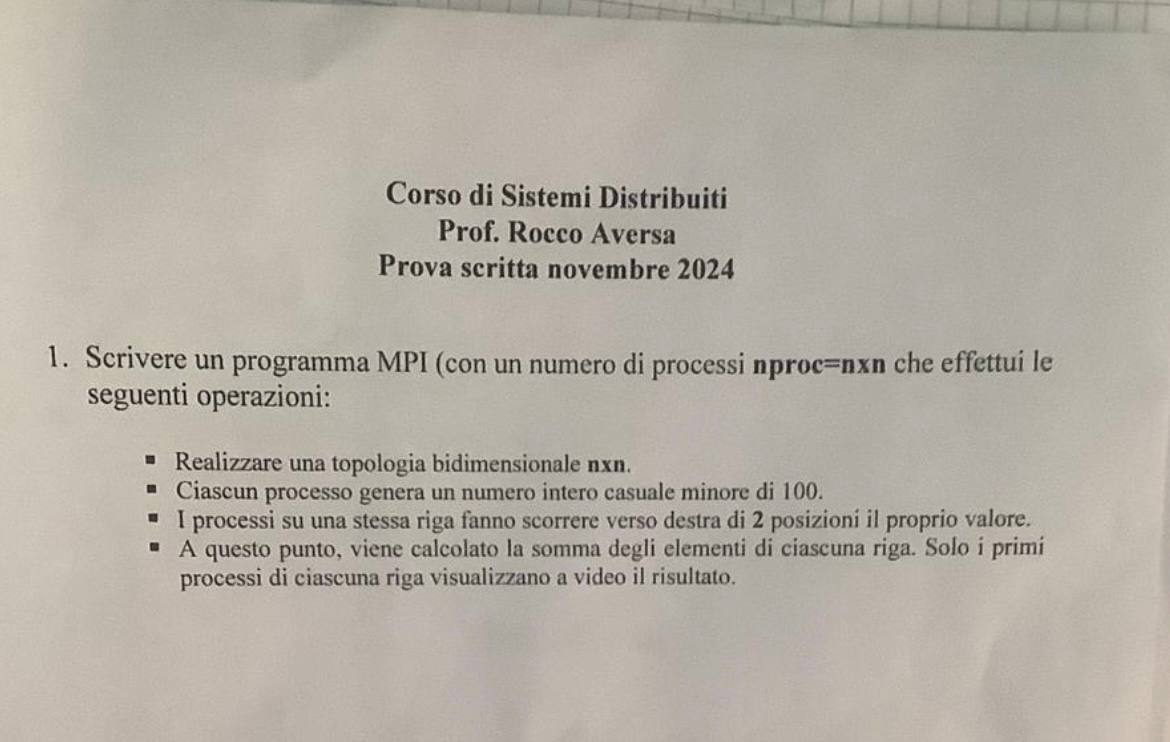 Corso di Sistemi Distribuiti
Prof. Rocco Aversa
Prova scritta novembre 2024
1. Scrivere un programma MPI (con un numero di processi nproc=nxn che effettui le
seguenti operazioni:
▪ Realizzare una topologia bidimensionale nxn.
▪ Ciascun processo genera un numero intero casuale minore di 100.
▪ I processi su una stessa riga fanno scorrere verso destra di 2 posizioni il proprio valore.
▪ A questo punto, viene calcolato la somma degli elementi di ciascuna riga. Solo i primi
processi di ciascuna riga visualizzano a video il risultato.